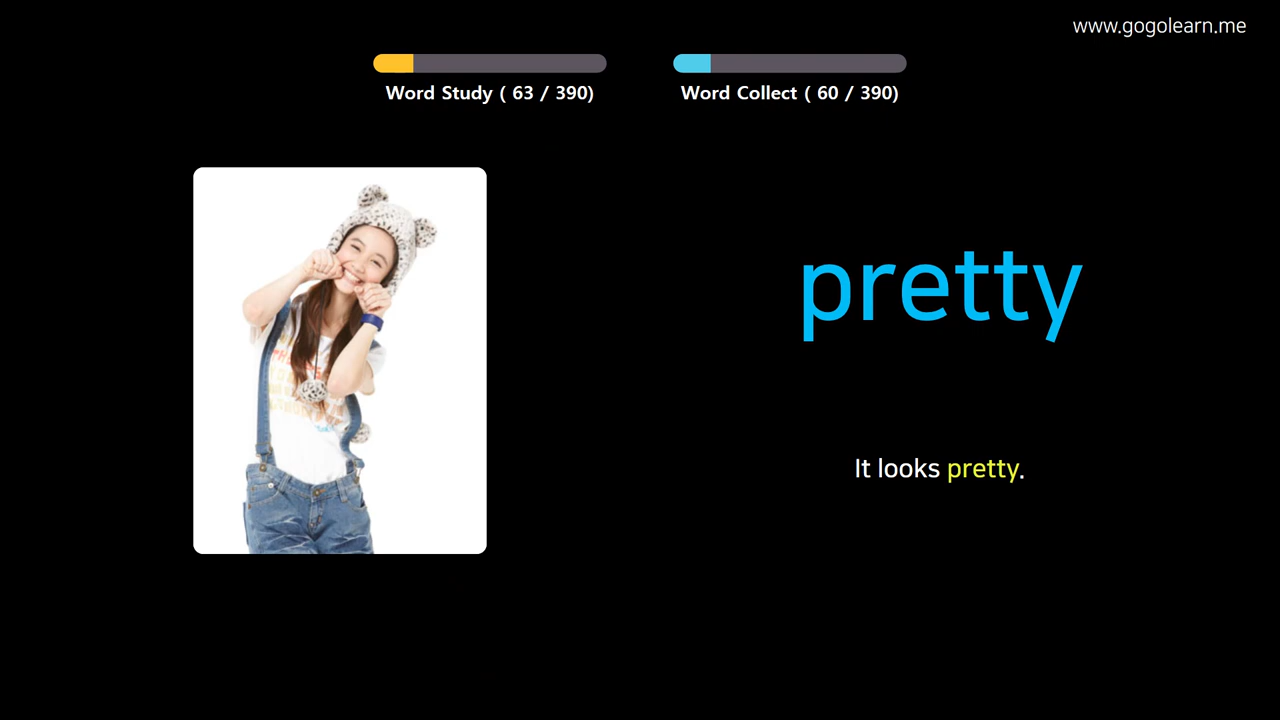 www.gogolearn.me
Word Study ( 63 / 390)
Word Collect ( 60 / 390)
pretty
It looks pretty.